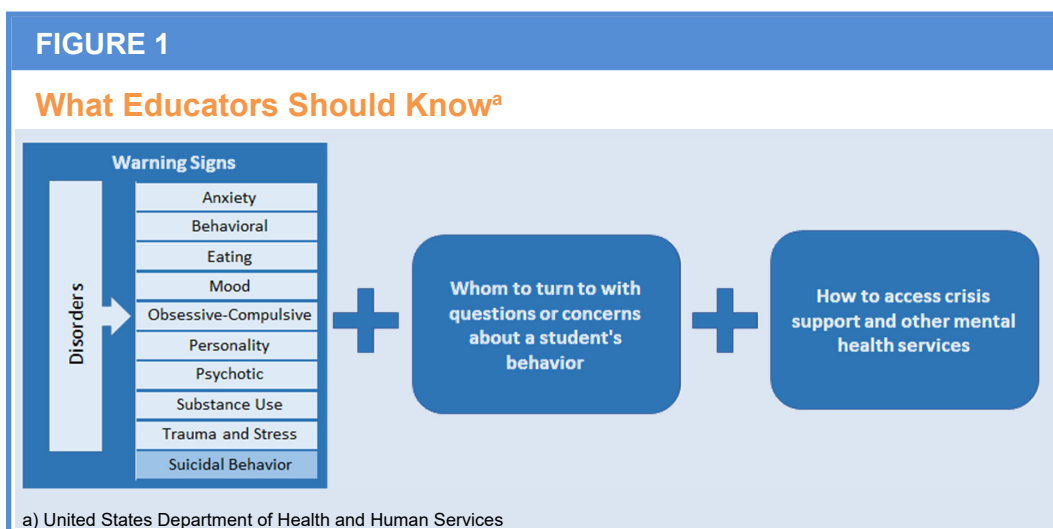 FIGURE 1
What Educators Should Knowᵃ
Warning Signs
Disorders
Anxiety
Behavioral
Eating
Mood
Obsessive-Compulsive
Personality
Psychotic
Substance Use
Trauma and Stress
Suicidal Behavior
Whom to turn to with
questions or concerns
about a student's
behavior
How to access crisis
support and other mental
health services
a) United States Department of Health and Human Services